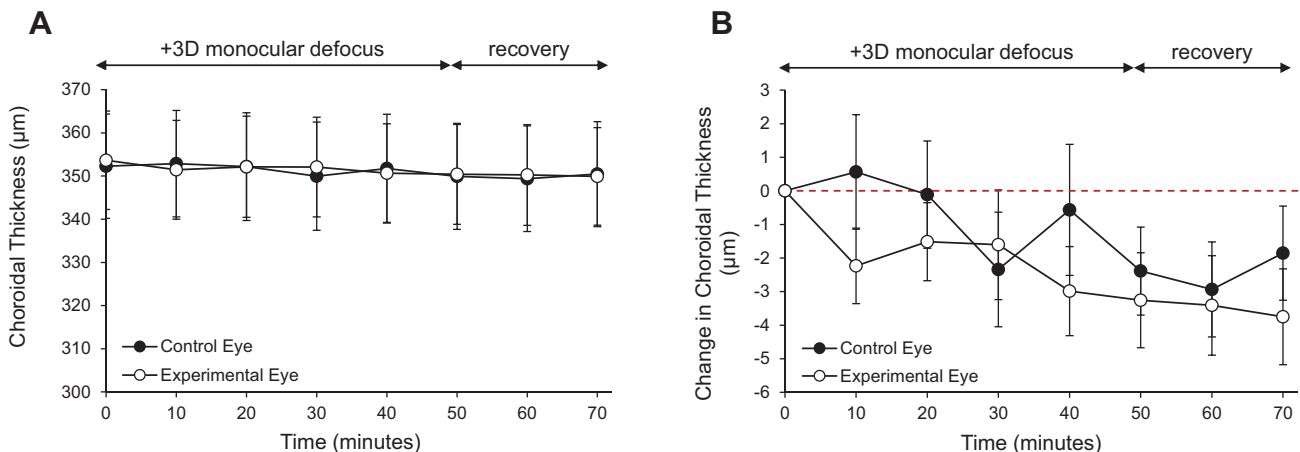 A
+3D monocular defocus
recovery
370
360
350
340
330
320
310
300
Choroidal Thickness (µm)
Control Eye
Experimental Eye
0 10 20 30 40 50 60 70
Time (minutes)
B
+3D monocular defocus
recovery
3
2
1
0
-1
-2
-3
-4
-5
-6
Change in Choroidal Thickness
(µm)
Control Eye
Experimental Eye
0 10 20 30 40 50 60 70
Time (minutes)